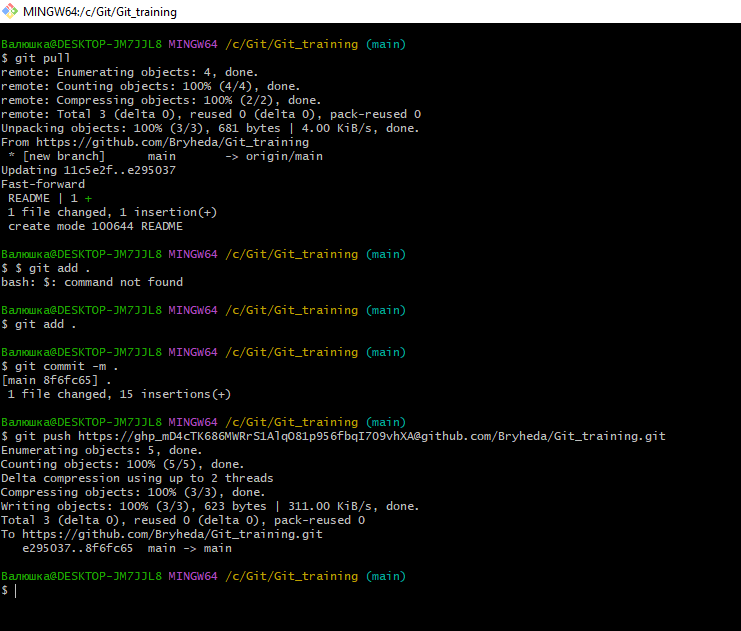 MINGW64:/c/Git/Git_training
Валюшка@DESKTOP-JM7JJL8 MINGW64 /c/Git/Git_training (main)
$ git pull
remote: Enumerating objects: 4, done.
remote: Counting objects: 100% (4/4), done.
remote: Compressing objects: 100% (2/2), done.
remote: Total 3 (delta 0), reused 0 (delta 0), pack-reused 0
Unpacking objects: 100% (3/3), 681 bytes | 4.00 KiB/s, done.
From https://github.com/Bryheda/Git_training
 * [new branch]      main       -> origin/main
Updating 11c5e2f..e295037
Fast-forward
 README | 1 +
 1 file changed, 1 insertion(+)
 create mode 100644 README
Валюшка@DESKTOP-JM7JJL8 MINGW64 /c/Git/Git_training (main)
$ $ git add .
bash: $: command not found
Валюшка@DESKTOP-JM7JJL8 MINGW64 /c/Git/Git_training (main)
$ git add .
Валюшка@DESKTOP-JM7JJL8 MINGW64 /c/Git/Git_training (main)
$ git commit -m .
[main 8f6fc65] .
 1 file changed, 15 insertions(+)
Валюшка@DESKTOP-JM7JJL8 MINGW64 /c/Git/Git_training (main)
$ git push https://ghp_mD4cTK686MWRrS1AlqO81p956fbqI7O9vhXA@github.com/Bryheda/Git_training.git
Enumerating objects: 5, done.
Counting objects: 100% (5/5), done.
Delta compression using up to 2 threads
Compressing objects: 100% (3/3), done.
Writing objects: 100% (3/3), 623 bytes | 311.00 KiB/s, done.
Total 3 (delta 0), reused 0 (delta 0), pack-reused 0
To https://github.com/Bryheda/Git_training.git
   e295037..8f6fc65  main -> main
Валюшка@DESKTOP-JM7JJL8 MINGW64 /c/Git/Git_training (main)
$